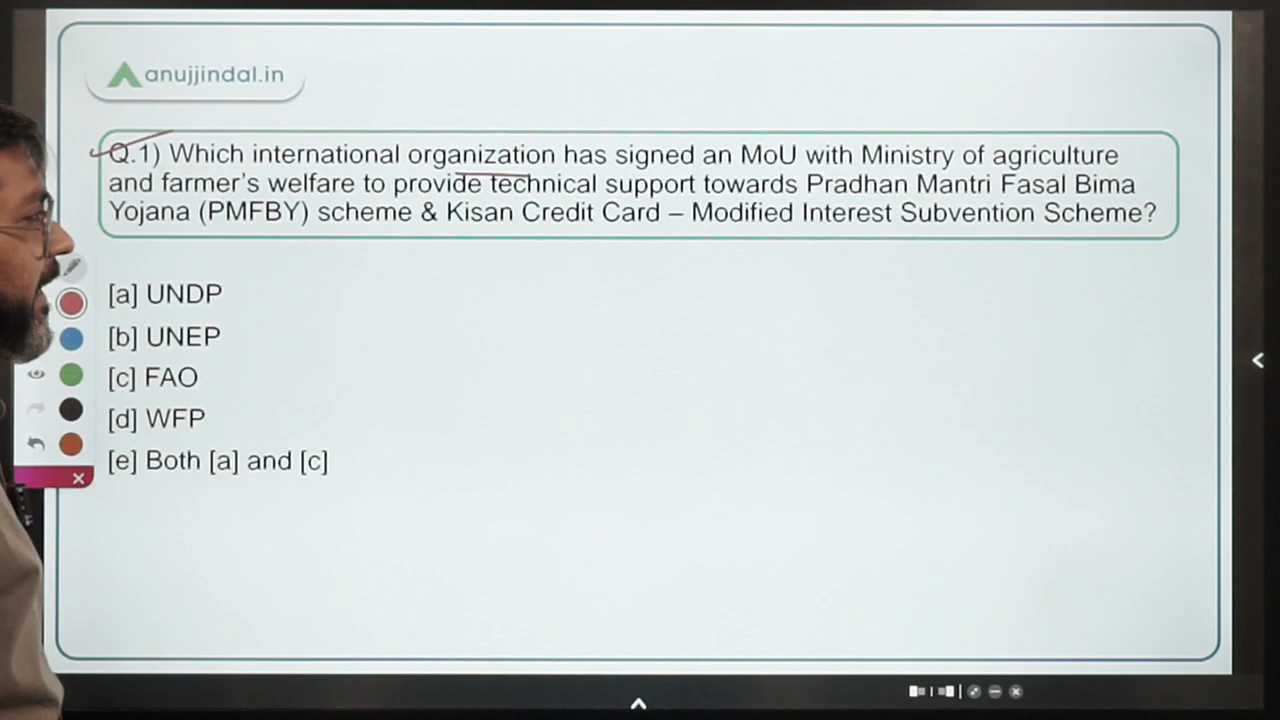 anujjindal.in
Q.1) Which international organization has signed an MoU with Ministry of agriculture
and farmer's welfare to provide technical support towards Pradhan Mantri Fasal Bima
Yojana (PMFBY) scheme & Kisan Credit Card – Modified Interest Subvention Scheme?
[a] UNDP
[b] UNEP
[c] FAO
[d] WFP
[e] Both [a] and [c]